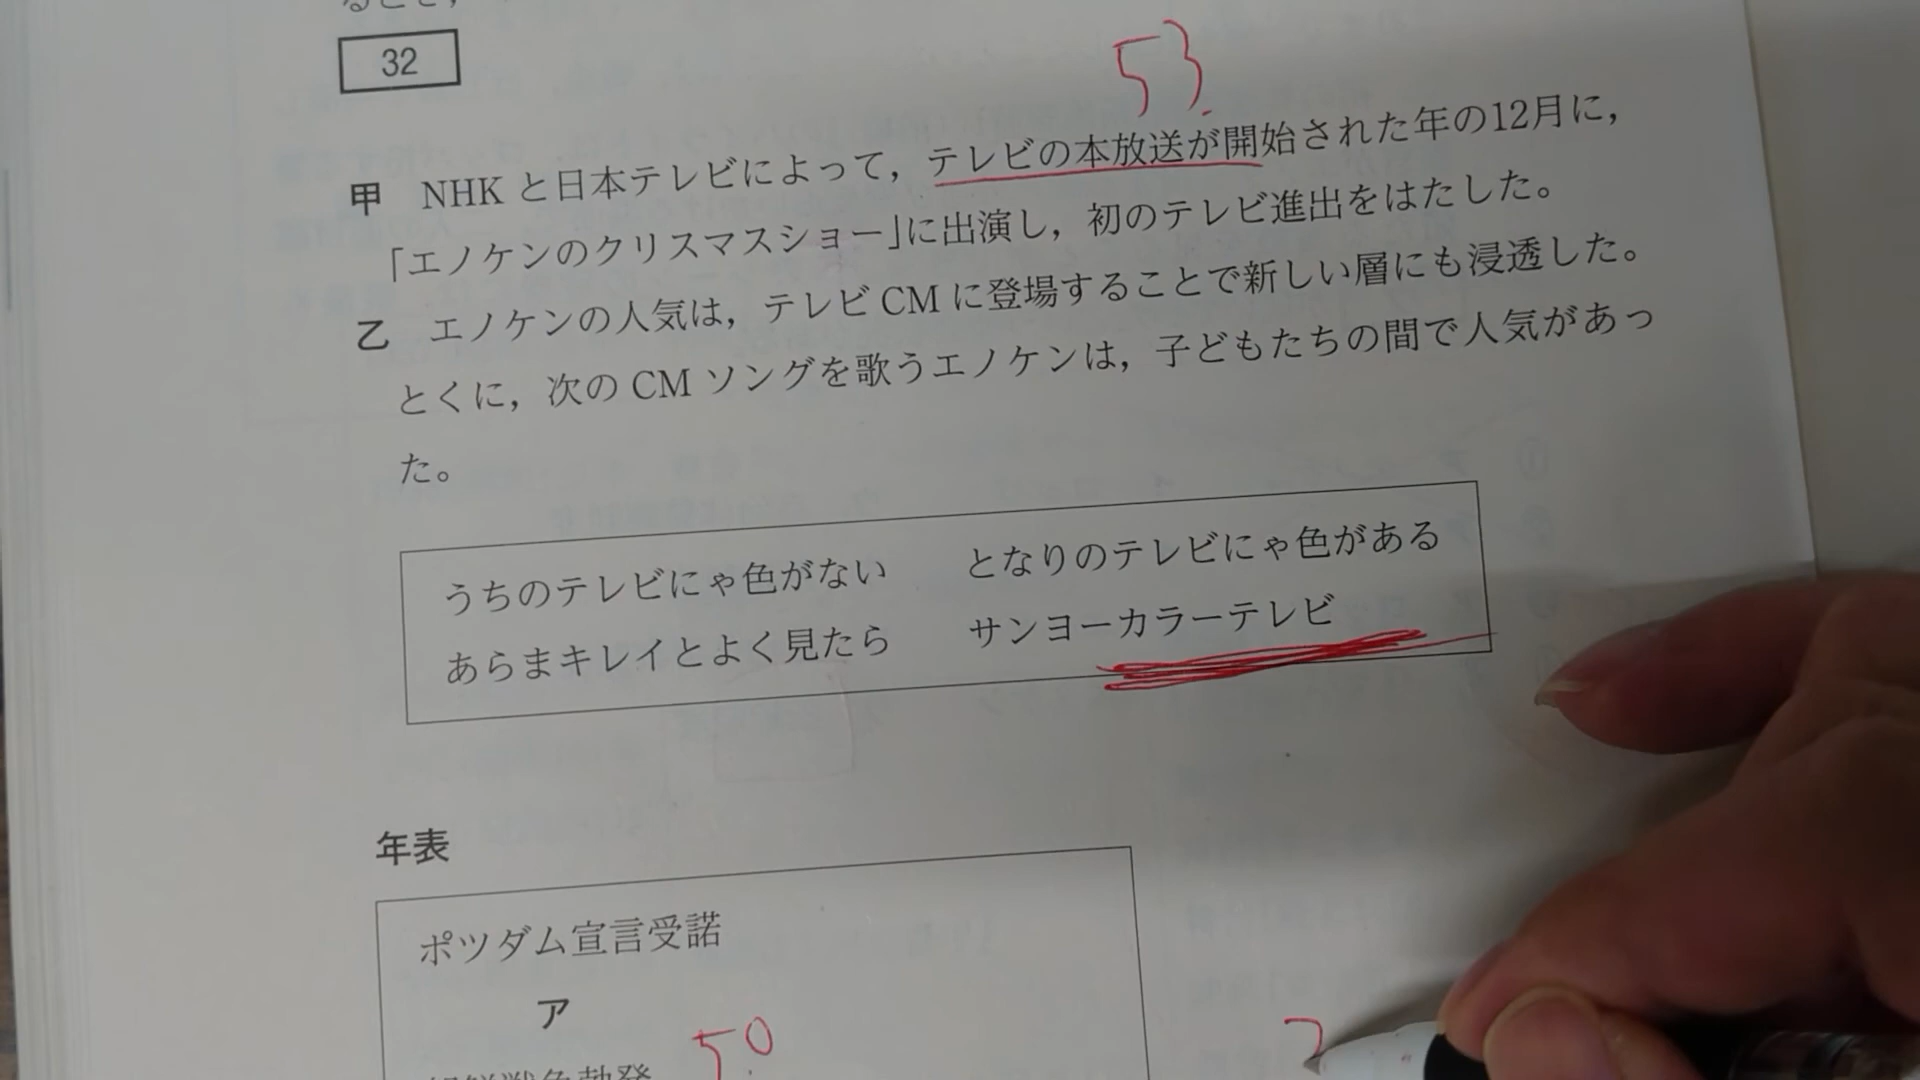 32
53
甲 NHKと日本テレビによって，テレビの本放送が開始された年の12月に，
「エノケンのクリスマスショー」に出演し，初のテレビ進出をはたした。
乙 エノケンの人気は，テレビCMに登場することで新しい層にも浸透した。
とくに，次のCMソングを歌うエノケンは，子どもたちの間で人気があっ
た。
うちのテレビにゃ色がない となりのテレビにゃ色がある
あらまキレイとよく見たら サンヨーカラーテレビ
年表
ポツダム宣言受諾
ア
50